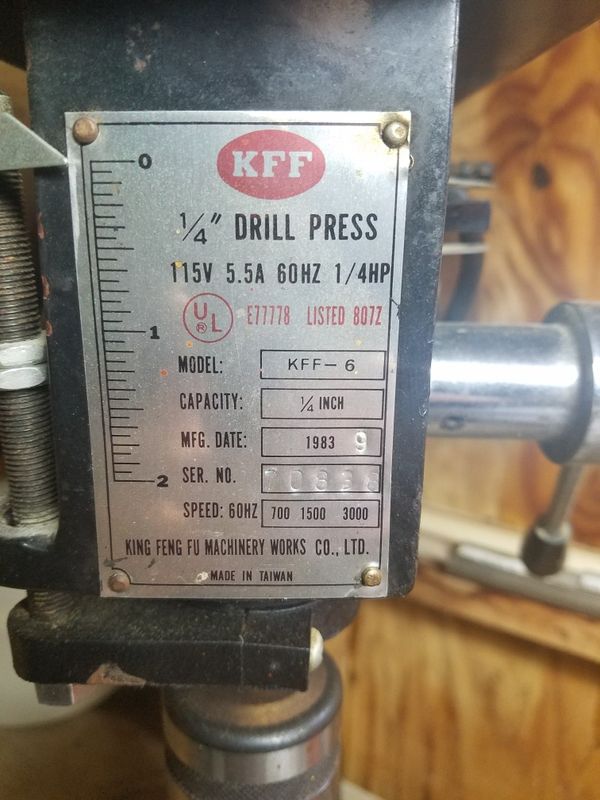 0
KFF
1/4" DRILL PRESS
115V 5.5A 60HZ 1/4HP
UL
®
E77778 LISTED 807Z
1
MODEL: KFF-6
CAPACITY: 1/4 INCH
MFG. DATE: 1983 9
2
SER. NO.
SPEED: 60HZ 700 1500 3000
KING FENG FU MACHINERY WORKS CO., LTD.
MADE IN TAIWAN